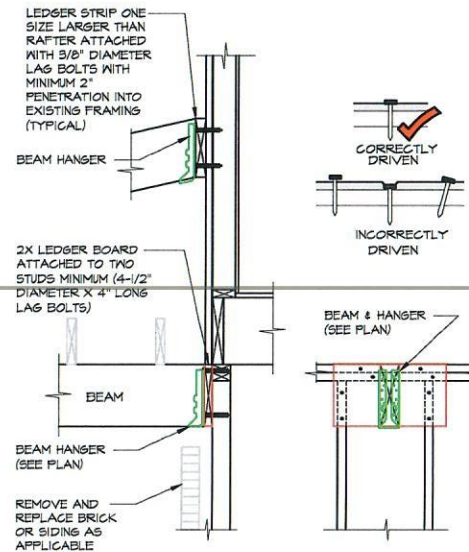 LEDGER STRIP ONE
SIZE LARGER THAN
RAFTER ATTACHED
WITH 3/8" DIAMETER
LAG BOLTS WITH
MINIMUM 2"
PENETRATION INTO
EXISTING FRAMING
(TYPICAL)
BEAM HANGER
CORRECTLY
DRIVEN
INCORRECTLY
DRIVEN
2X LEDGER BOARD
ATTACHED TO TWO
STUDS MINIMUM (4-1/2"
DIAMETER X 4" LONG
LAG BOLTS)
BEAM & HANGER
(SEE PLAN)
BEAM
BEAM HANGER
(SEE PLAN)
REMOVE AND
REPLACE BRICK
OR SIDING AS
APPLICABLE